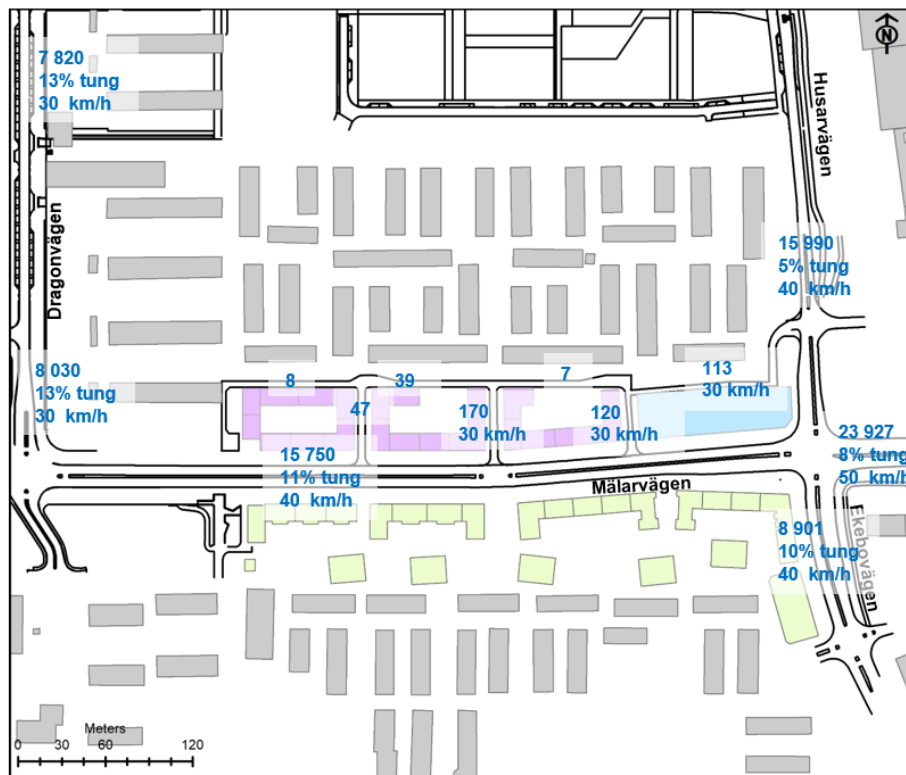 N
7 820
13% tung
30 km/h
Husarvägen
Dragonvägen
15 990
5% tung
40 km/h
8 030
13% tung
30 km/h
8
39
7
113
30 km/h
47
170
30 km/h
120
30 km/h
15 750
11% tung
40 km/h
23 927
8% tung
50 km/h
Mälarvägen
8 901
10% tung
40 km/h
Ekebovägen
Meters
0 30 60 120